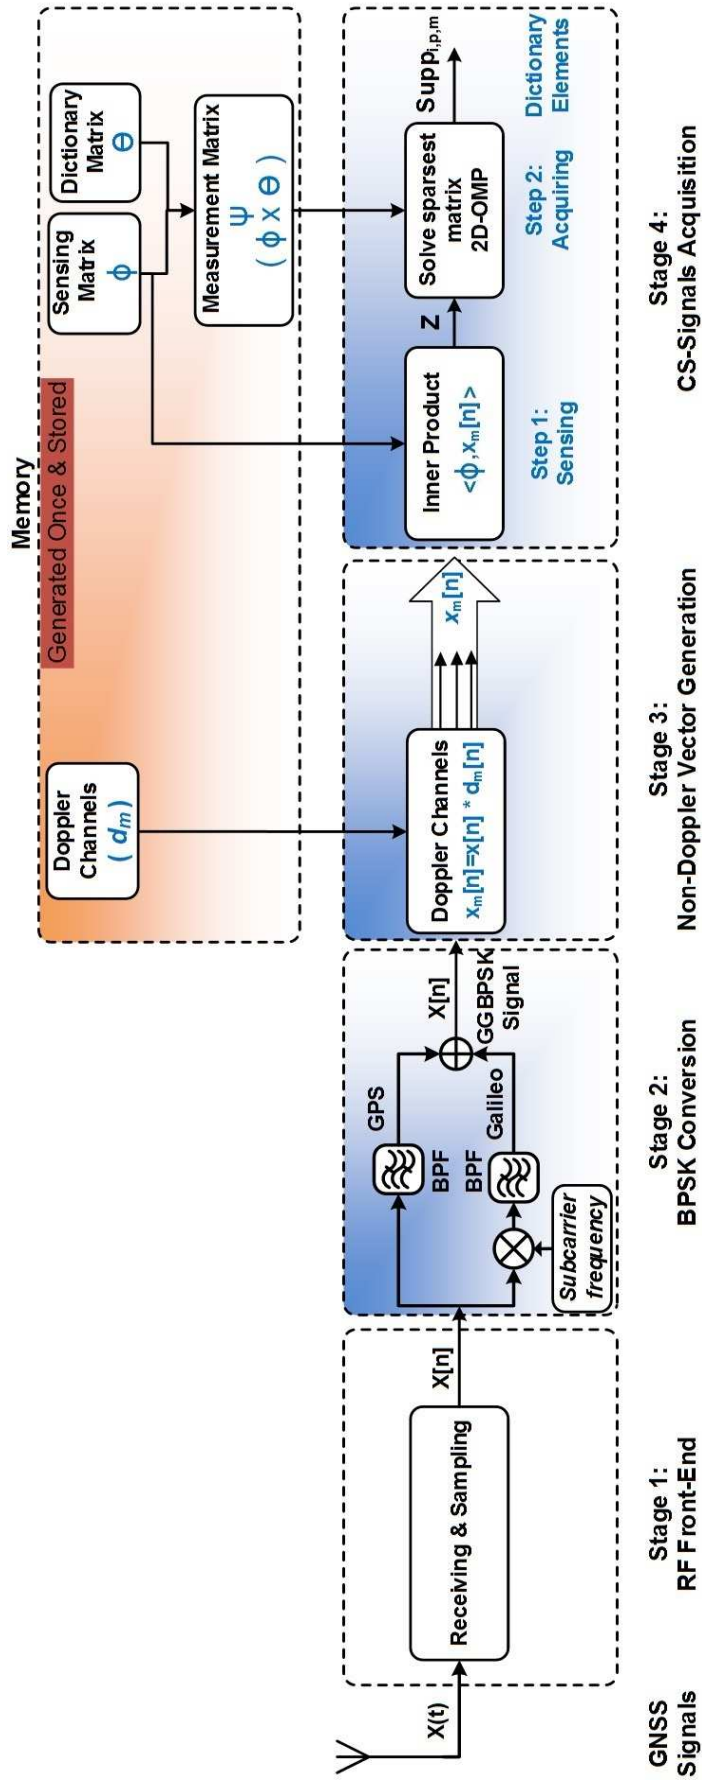 Memory
Generated Once & Stored
Doppler
Channels
( dm)
Sensing
Matrix
ϕ
Dictionary
Matrix
Θ
Measurement Matrix
Ψ
( ϕ x Θ )
X(t)
Receiving & Sampling
X[n]
GPS
BPF
BPF
Galileo
Subcarrier
frequency
X[n]
GGBPSK
Signal
Doppler Channels
xm[n]=x[n] * dm[n]
xm[n]
Inner Product
<ϕ,xm[n] >
Step 1:
Sensing
Z
Solve sparsest
matrix
2D-OMP
Step 2:
Acquiring
Suppi,p,m
Dictionary
Elements
GNSS
Signals
Stage 1:
RF Front-End
Stage 2:
BPSK Conversion
Stage 3:
Non-Doppler Vector Generation
Stage 4:
CS-Signals Acquisition